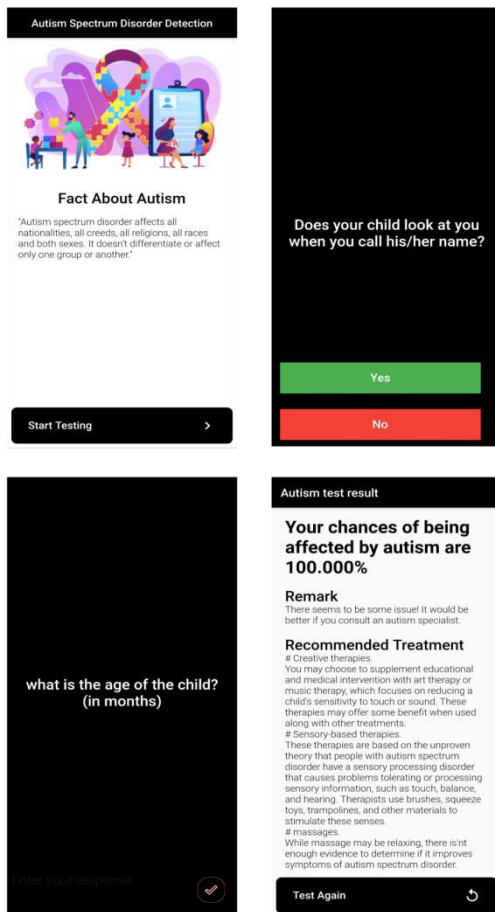 Autism Spectrum Disorder Detection
Fact About Autism
"Autism spectrum disorder affects all
nationalities, all creeds, all religions, all races
and both sexes. It doesn't differentiate or affect
only one group or another."
Start Testing
Does your child look at you
when you call his/her name?
Yes
No
what is the age of the child?
(in months)
Enter your response
Autism test result
Your chances of being
affected by autism are
100.000%
Remark
There seems to be some issue! It would be
better if you consult an autism specialist.
Recommended Treatment
# Creative therapies.
You may choose to supplement educational
and medical intervention with art therapy or
music therapy, which focuses on reducing a
child's sensitivity to touch or sound. These
therapies may offer some benefit when used
along with other treatments.
# Sensory-based therapies.
These therapies are based on the unproven
theory that people with autism spectrum
disorder have a sensory processing disorder
that causes problems tolerating or processing
sensory information, such as touch, balance,
and hearing. Therapists use brushes, squeeze
toys, trampolines, and other materials to
stimulate these senses.
# massages.
While massage may be relaxing, there is'nt
enough evidence to determine if it improves
symptoms of autism spectrum disorder.
Test Again